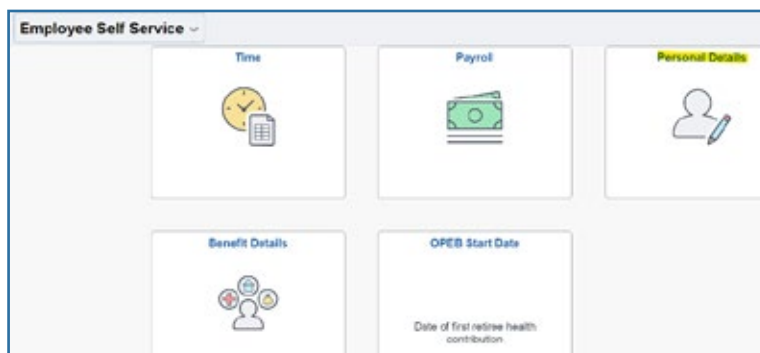 Employee Self Service
Time
Payroll
Personal Details
Benefit Details
OPEB Start Date
Date of first retiree health
contribution